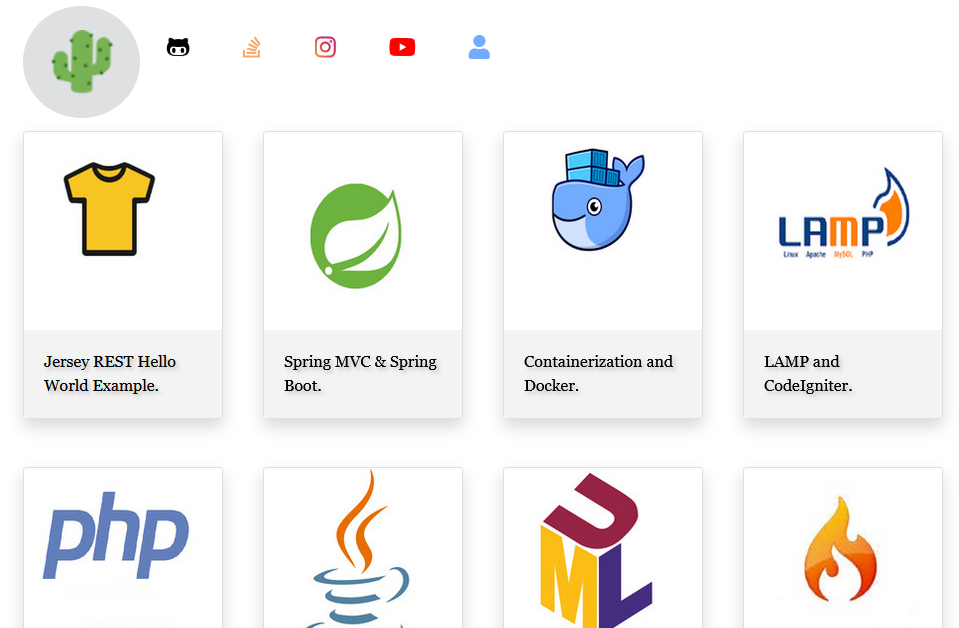 LAMP
Linux Apache MySQL PHP
Jersey REST Hello
World Example.
Spring MVC & Spring
Boot.
Containerization and
Docker.
LAMP and
CodeIgniter.
php
UML